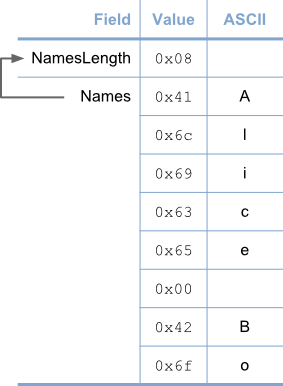 Field Value ASCII
NamesLength 0x08
Names 0x41 A
0x6c l
0x69 i
0x63 c
0x65 e
0x00
0x42 B
0x6f o